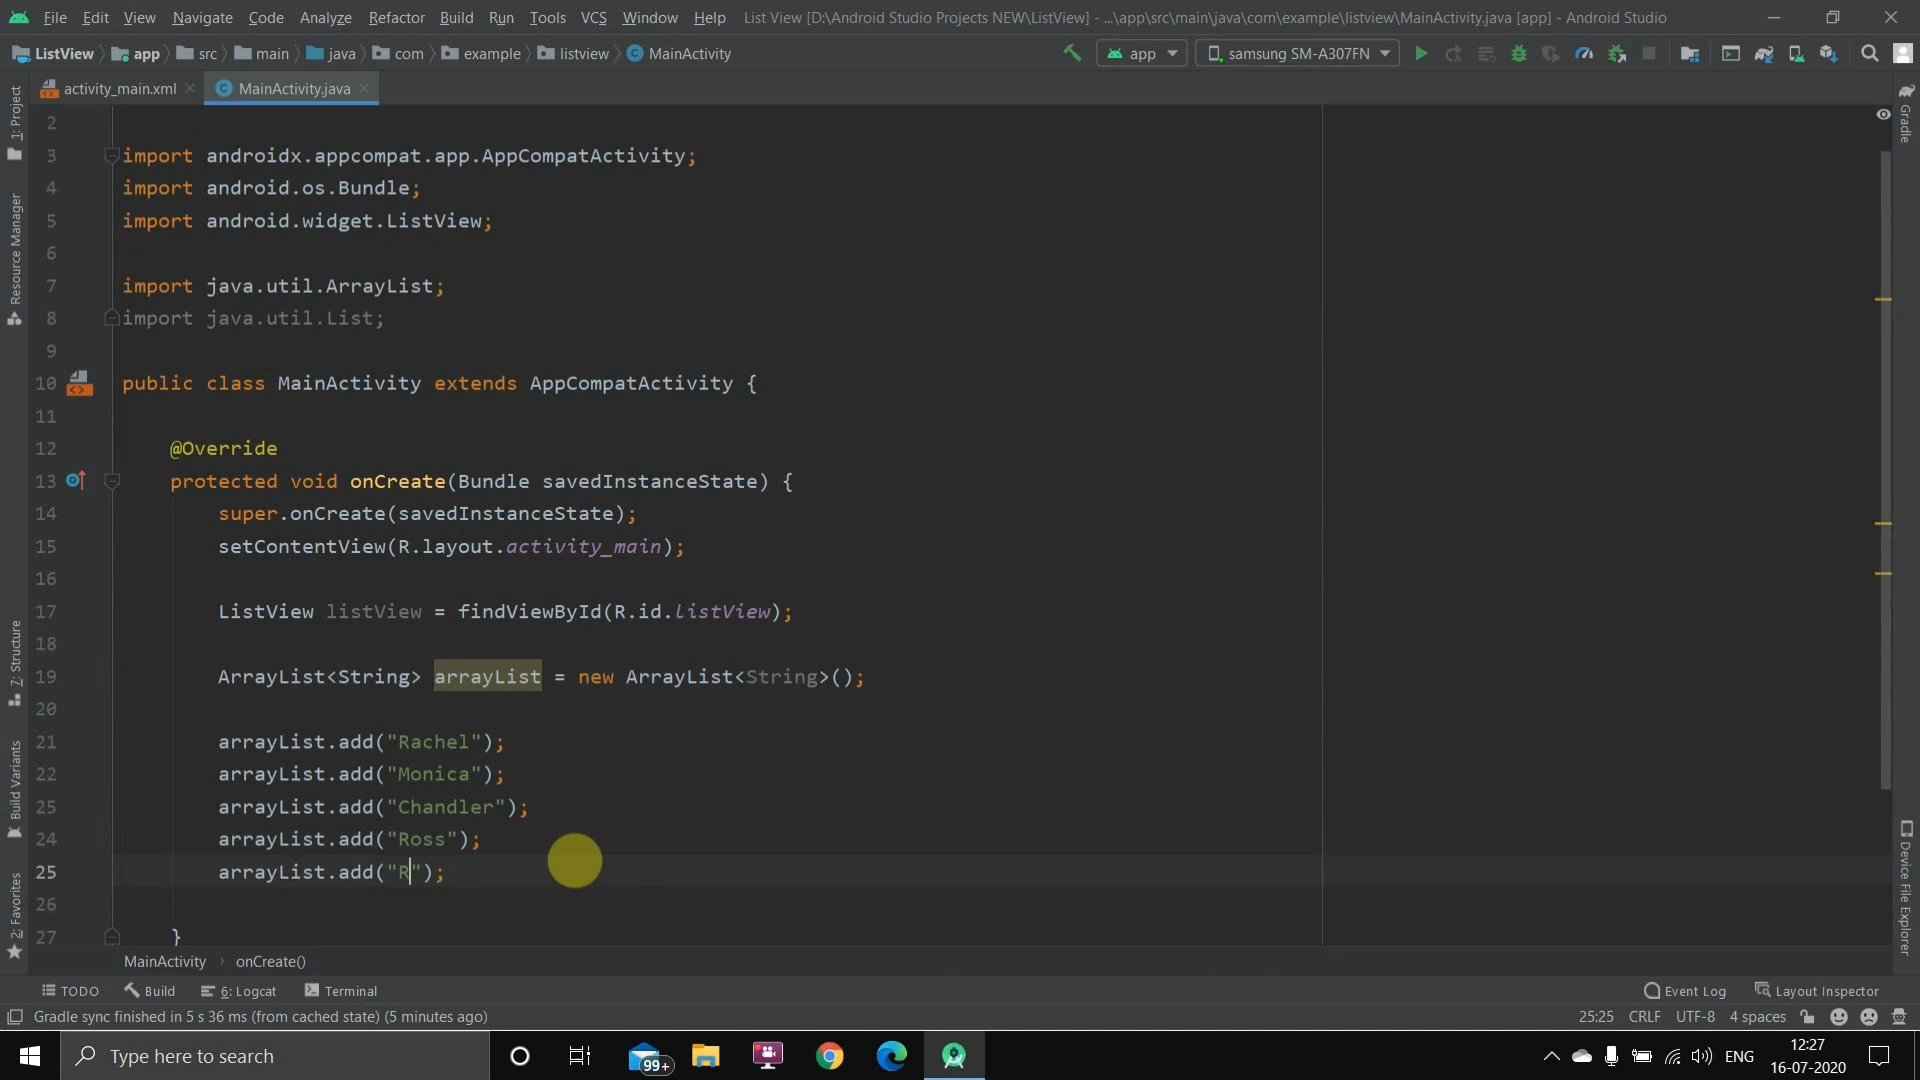 File Edit View Navigate Code Analyze Refactor Build Run Tools VCS Window Help List View [D:\Android Studio Projects NEW\ListView] - ...\app\src\main\java\com\example\listview\MainActivity.java [app] - Android Studio
ListView app src main java com example listview MainActivity app samsung SM-A307FN
activity_main.xml MainActivity.java
1: Project
Resource Manager
7: Structure
Build Variants
2: Favorites
Gradle
Device File Explorer
2
3 import androidx.appcompat.app.AppCompatActivity;
4 import android.os.Bundle;
5 import android.widget.ListView;
6
7 import java.util.ArrayList;
8 import java.util.List;
9
10 public class MainActivity extends AppCompatActivity {
11
12 @Override
13 protected void onCreate(Bundle savedInstanceState) {
14 super.onCreate(savedInstanceState);
15 setContentView(R.layout.activity_main);
16
17 ListView listView = findViewById(R.id.listView);
18
19 ArrayList<String> arrayList = new ArrayList<String>();
20
21 arrayList.add("Rachel");
22 arrayList.add("Monica");
25 arrayList.add("Chandler");
24 arrayList.add("Ross");
25 arrayList.add("R");
26
27 }
MainActivity onCreate()
TODO Build 6: Logcat Terminal Event Log Layout Inspector
Gradle sync finished in 5 s 36 ms (from cached state) (5 minutes ago) 25:25 CRLF UTF-8 4 spaces
Type here to search 99+ ENG 12:27
16-07-2020